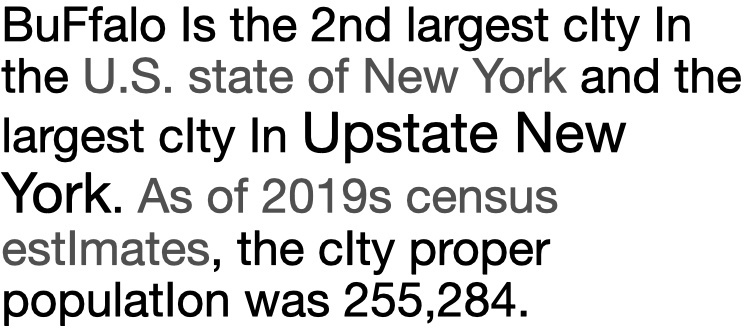 BuFfalo Is the 2nd largest cIty In
the U.S. state of New York and the
largest cIty In Upstate New
York. As of 2019s census
estImates, the cIty proper
populatIon was 255,284.